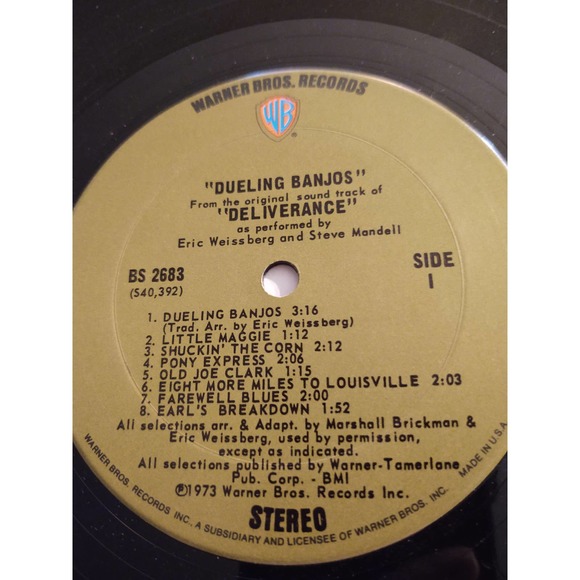 WARNER BROS. RECORDS
WB
®
"DUELING BANJOS"
From the original sound track of
"DELIVERANCE"
as performed by
Eric Weissberg and Steve Mandell
BS 2683
(S40,392)
SIDE
1
1. DUELING BANJOS 3:16
(Trad. Arr. by Eric Weissberg)
2. LITTLE MAGGIE 1:12
3. SHUCKIN' THE CORN 2:12
4. PONY EXPRESS 2:06
5. OLD JOE CLARK 1:15
6. EIGHT MORE MILES TO LOUISVILLE 2:03
7. FAREWELL BLUES 2:00
8. EARL'S BREAKDOWN 1:52
All selections arr. & Adapt. by Marshall Brickman &
Eric Weissberg, used by permission,
except as indicated.
All selections published by Warner-Tamerlane
Pub. Corp. - BMI
℗1973 Warner Bros. Records Inc.
STEREO
WARNER BROS. RECORDS INC., A SUBSIDIARY AND LICENSEE OF WARNER BROS. INC.
MADE IN U.S.A.